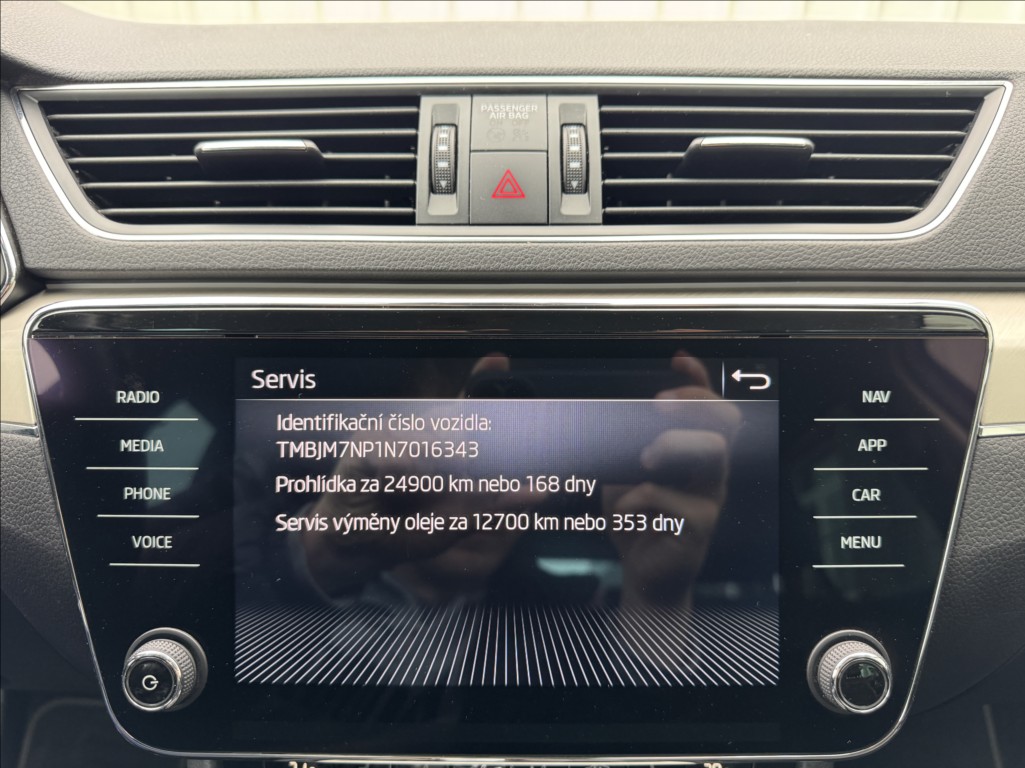 PASSENGER
AIR BAG
Servis
RADIO
MEDIA
PHONE
VOICE
Identifikační číslo vozidla:
TMBJM7NP1N7016343
Prohlídka za 24900 km nebo 168 dny
Servis výměny oleje za 12700 km nebo 353 dny
NAV
APP
CAR
MENU